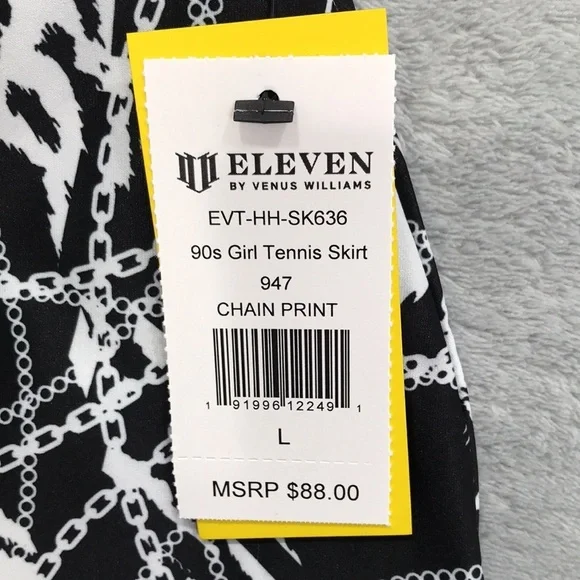 ELEVEN
BY VENUS WILLIAMS
EVT-HH-SK636
90s Girl Tennis Skirt
947
CHAIN PRINT
1 91996 12249 1
L
MSRP $88.00